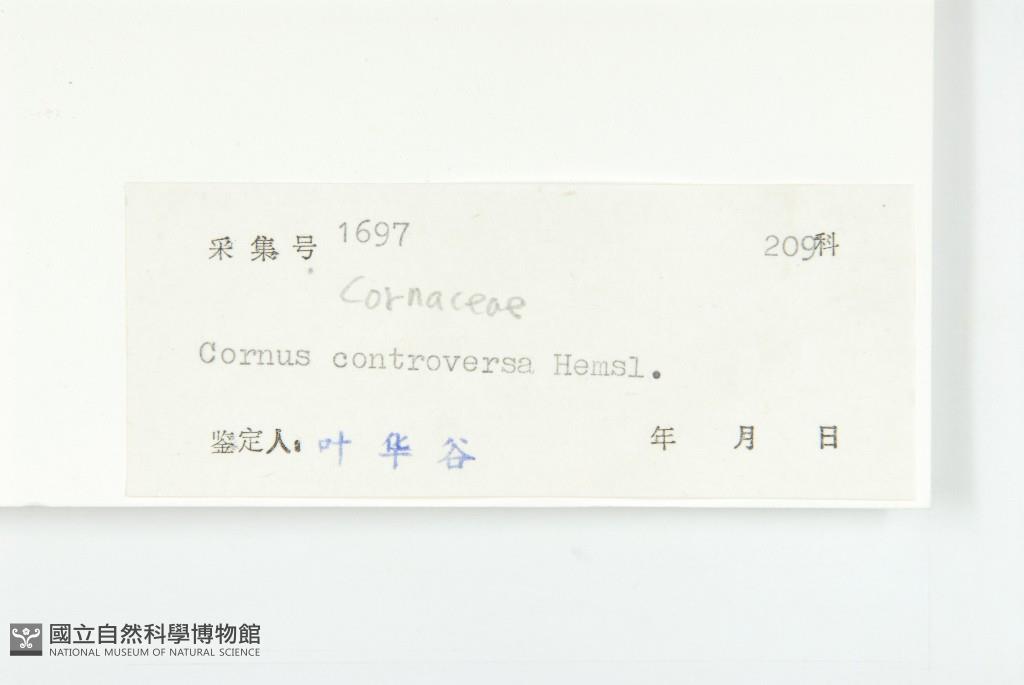 采集号 1697 209科
Cornaceae
Cornus controversa Hemsl.
鉴定人: 叶华谷 年 月 日
國立自然科學博物館
NATIONAL MUSEUM OF NATURAL SCIENCE